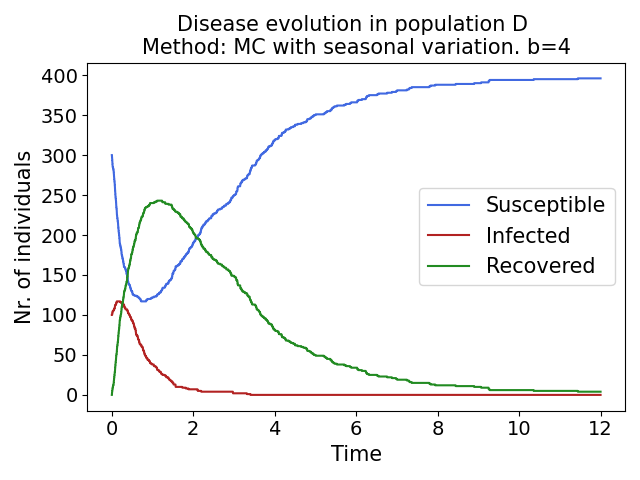 Disease evolution in population D
Method: MC with seasonal variation. b=4
Nr. of individuals
400
350
300
250
200
150
100
50
0
Susceptible
Infected
Recovered
0 2 4 6 8 10 12
Time